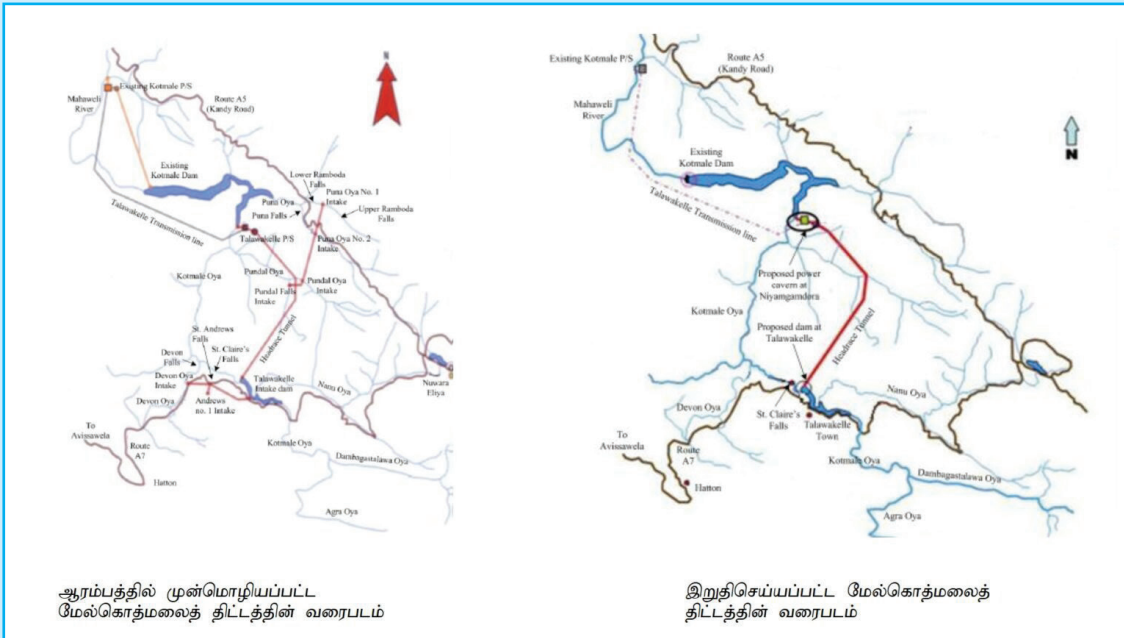 N
Existing Kotmale P/S
Mahaweli
River
Route A5
(Kandy Road)
Existing
Kotmale Dam
Lower Ramboda
Falls
Puna Oya No. 1
Intake
Puna Oya
Puna Falls
Upper Ramboda
Falls
Talawakelle Transmission line
Talawakelle P/S
Puna Oya No. 2
Intake
Pundal Oya
Kotmale Oya
Pundal Falls
Intake
Pundal Oya
Intake
Headrace Tunnel
St. Andrews
Falls
Devon
Falls
St. Claire's
Falls
Devon Oya
Intake
Talawakelle
Intake dam
Nanu Oya
Nuwara
Eliya
Devon Oya
Andrews
no. 1 Intake
To
Avissawela
Route
A7
Kotmale Oya
Dambagastalawa Oya
Hatton
Agra Oya
ஆரம்பத்தில் முன்மொழியப்பட்ட
மேல்கொத்மலைத் திட்டத்தின் வரைபடம்
Existing Kotmale P/S
Route A5
(Kandy Road)
Mahaweli
River
N
Existing
Kotmale Dam
Talawakelle Transmission line
Proposed power
cavern at
Niyamgamdora
Kotmale Oya
Proposed dam at
Talawakelle
Headrace Tunnel
Nanu Oya
Devon Oya
St. Claire's
Falls
Talawakelle
Town
To
Avissawela
Route
A7
Kotmale Oya
Dambagastalawa Oya
Hatton
Agra Oya
இறுதிசெய்யப்பட்ட மேல்கொத்மலைத்
திட்டத்தின் வரைபடம்